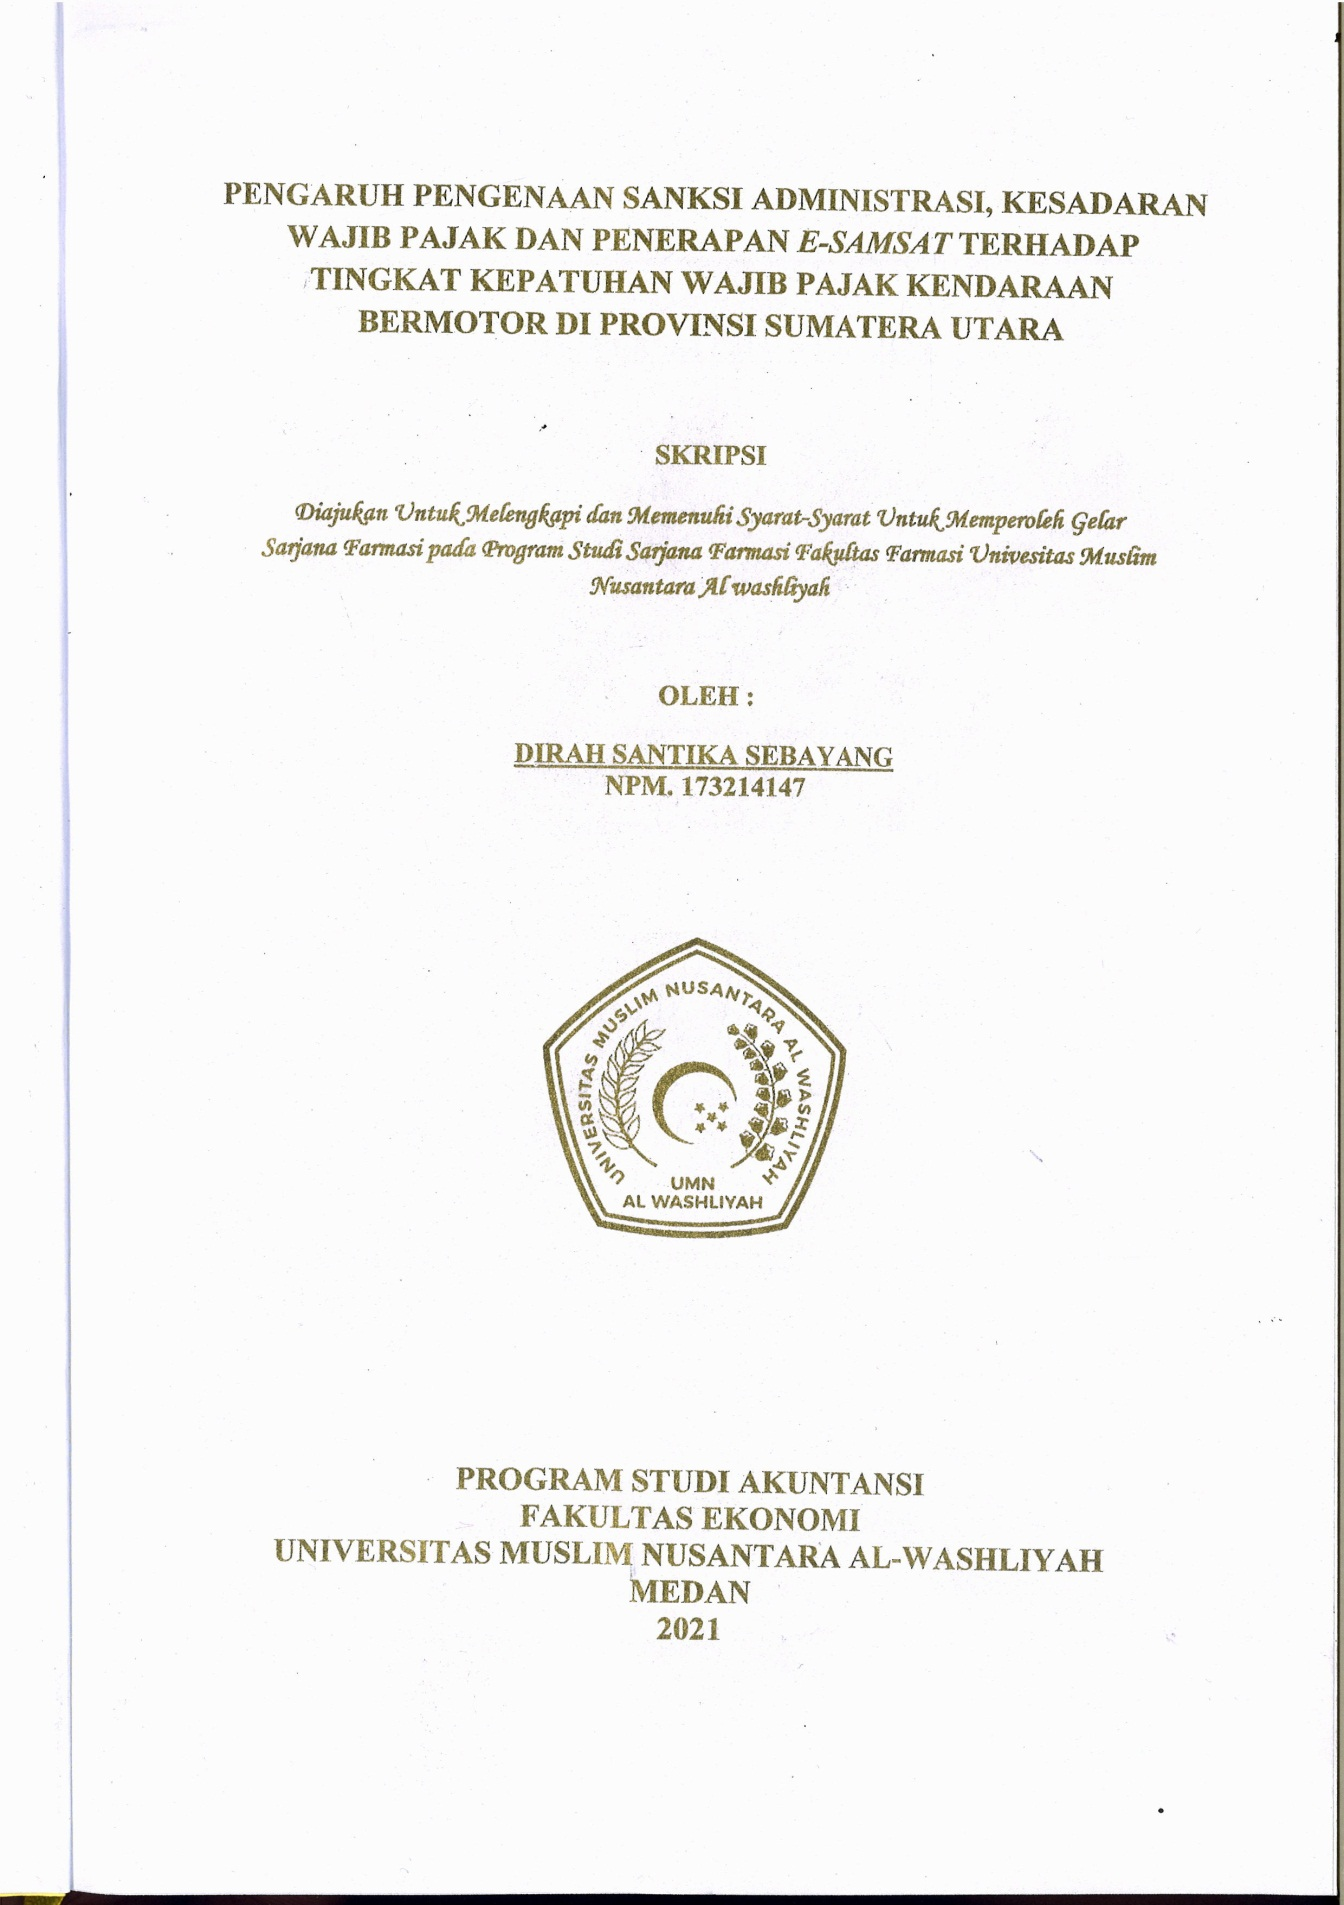 PENGARUH PENGENAAN SANKSI ADMINISTRASI, KESADARAN
WAJIB PAJAK DAN PENERAPAN E-SAMSAT TERHADAP
TINGKAT KEPATUHAN WAJIB PAJAK KENDARAAN
BERMOTOR DI PROVINSI SUMATERA UTARA
SKRIPSI
Diajukan Untuk Melengkapi dan Memenuhi Syarat-Syarat Untuk Memperoleh Gelar
Sarjana Farmasi pada Program Studi Sarjana Farmasi Fakultas Farmasi Univesitas Muslim
Nusantara Al washliyah
OLEH :
DIRAH SANTIKA SEBAYANG
NPM. 173214147
UNIVERSITAS MUSLIM NUSANTARA AL WASHLIYAH
UMN
AL WASHLIYAH
PROGRAM STUDI AKUNTANSI
FAKULTAS EKONOMI
UNIVERSITAS MUSLIM NUSANTARA AL-WASHLIYAH
MEDAN
2021